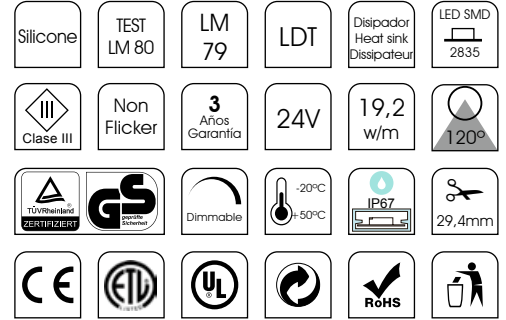 Silicone
TEST
LM 80
LM
79
LDT
Disipador
Heat sink
Dissipateur
LED SMD
2835
III
Clase III
Non
Flicker
3
Años
Garantía
24V
19,2
w/m
120º
TÜVRheinland
ZERTIFIZIERT
GS
geprüfte
Sicherheit
Dimmable
-20ºC
+50ºC
IP67
29,4mm
CE
ETL
UL
RoHS